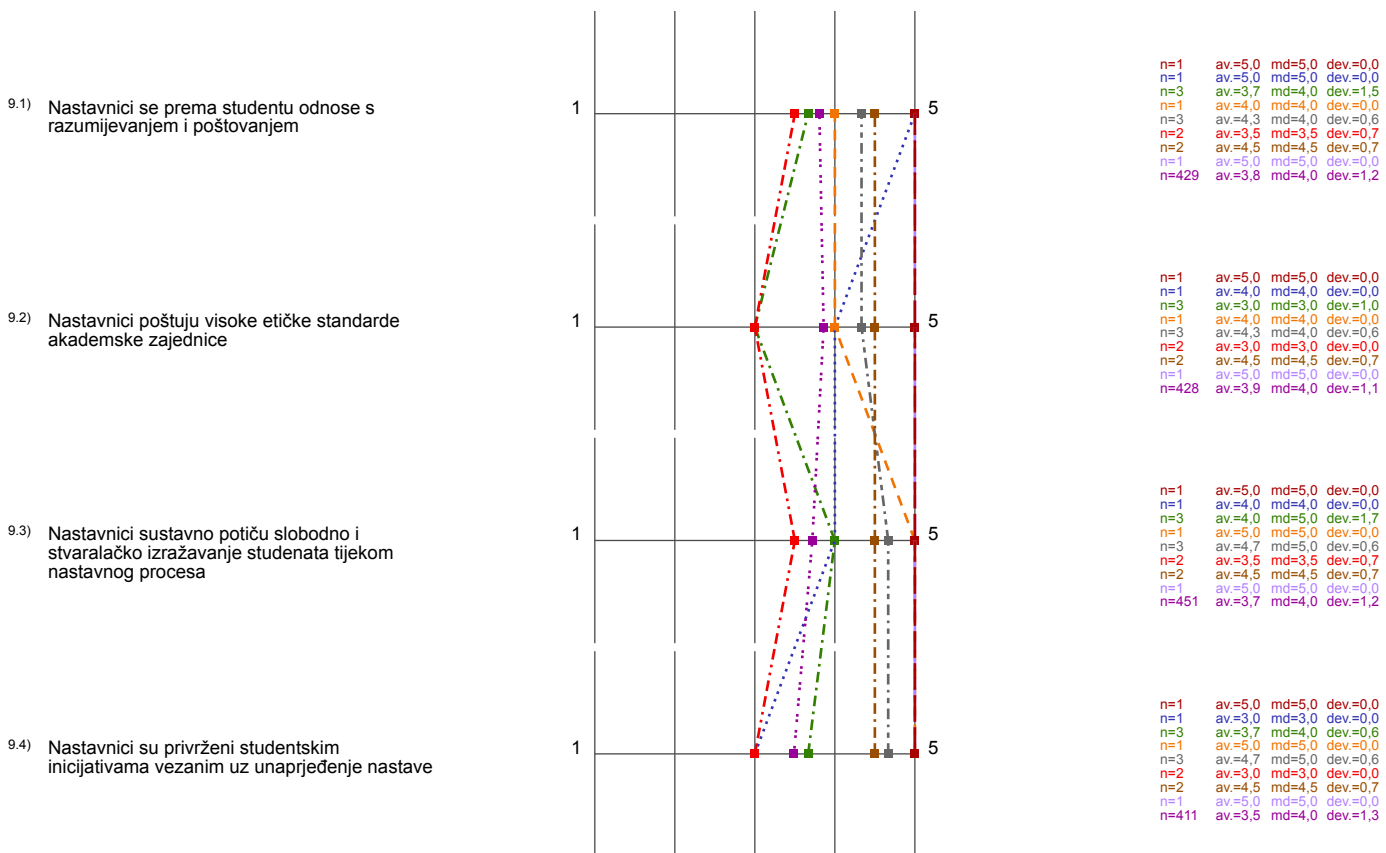 9.1) Nastavnici se prema studentu odnose s
razumijevanjem i poštovanjem
1 5
n=1 av.=5,0 md=5,0 dev.=0,0
n=1 av.=5,0 md=5,0 dev.=0,0
n=3 av.=3,7 md=4,0 dev.=1,5
n=1 av.=4,0 md=4,0 dev.=0,0
n=3 av.=4,3 md=4,0 dev.=0,6
n=2 av.=3,5 md=3,5 dev.=0,7
n=2 av.=4,5 md=4,5 dev.=0,7
n=1 av.=5,0 md=5,0 dev.=0,0
n=429 av.=3,8 md=4,0 dev.=1,2
9.2) Nastavnici poštuju visoke etičke standarde
akademske zajednice
1 5
n=1 av.=5,0 md=5,0 dev.=0,0
n=1 av.=4,0 md=4,0 dev.=0,0
n=3 av.=3,0 md=3,0 dev.=1,0
n=1 av.=4,0 md=4,0 dev.=0,0
n=3 av.=4,3 md=4,0 dev.=0,6
n=2 av.=3,0 md=3,0 dev.=0,0
n=2 av.=4,5 md=4,5 dev.=0,7
n=1 av.=5,0 md=5,0 dev.=0,0
n=428 av.=3,9 md=4,0 dev.=1,1
9.3) Nastavnici sustavno potiču slobodno i
stvaralačko izražavanje studenata tijekom
nastavnog procesa
1 5
n=1 av.=5,0 md=5,0 dev.=0,0
n=1 av.=4,0 md=4,0 dev.=0,0
n=3 av.=4,0 md=5,0 dev.=1,7
n=1 av.=5,0 md=5,0 dev.=0,0
n=3 av.=4,7 md=5,0 dev.=0,6
n=2 av.=3,5 md=3,5 dev.=0,7
n=2 av.=4,5 md=4,5 dev.=0,7
n=1 av.=5,0 md=5,0 dev.=0,0
n=451 av.=3,7 md=4,0 dev.=1,2
9.4) Nastavnici su privrženi studentskim
inicijativama vezanim uz unaprjeđenje nastave
1 5
n=1 av.=5,0 md=5,0 dev.=0,0
n=1 av.=3,0 md=3,0 dev.=0,0
n=3 av.=3,7 md=4,0 dev.=0,6
n=1 av.=5,0 md=5,0 dev.=0,0
n=3 av.=4,7 md=5,0 dev.=0,6
n=2 av.=3,0 md=3,0 dev.=0,0
n=2 av.=4,5 md=4,5 dev.=0,7
n=1 av.=5,0 md=5,0 dev.=0,0
n=411 av.=3,5 md=4,0 dev.=1,3